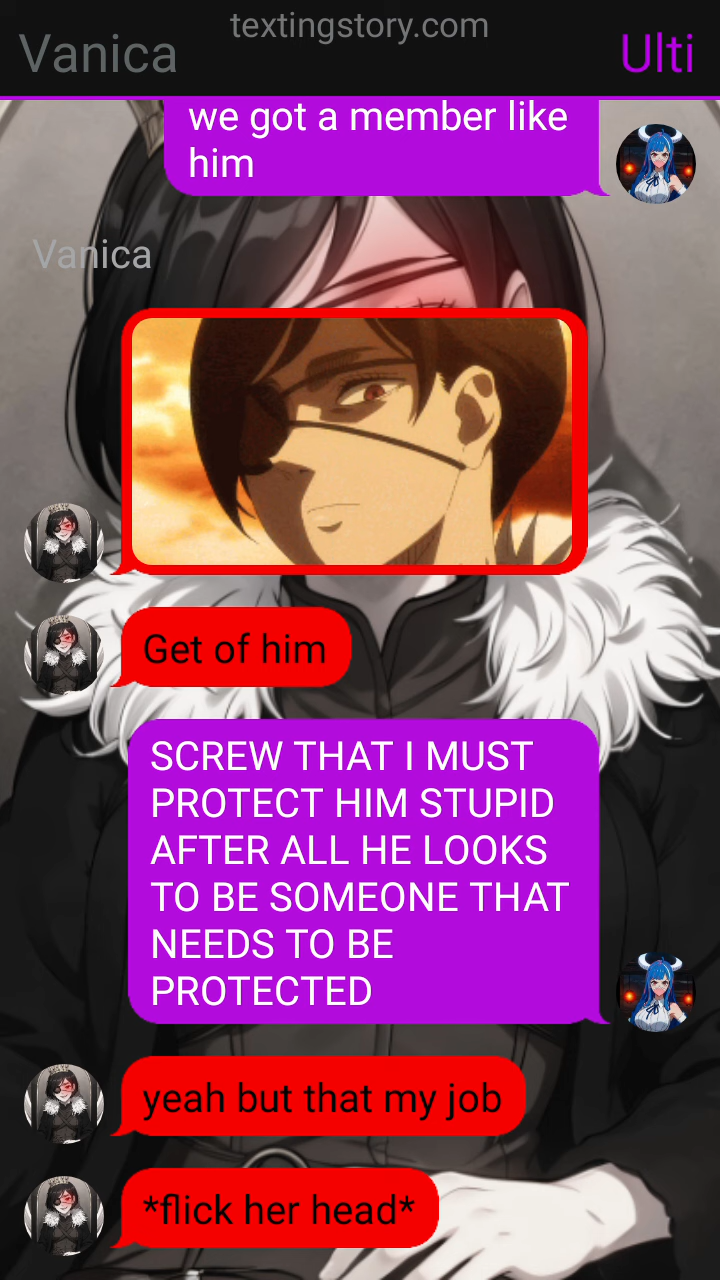 textingstory.com
Vanica
Ulti
we got a member like
him
Vanica
Get of him
SCREW THAT I MUST
PROTECT HIM STUPID
AFTER ALL HE LOOKS
TO BE SOMEONE THAT
NEEDS TO BE
PROTECTED
yeah but that my job
*flick her head*